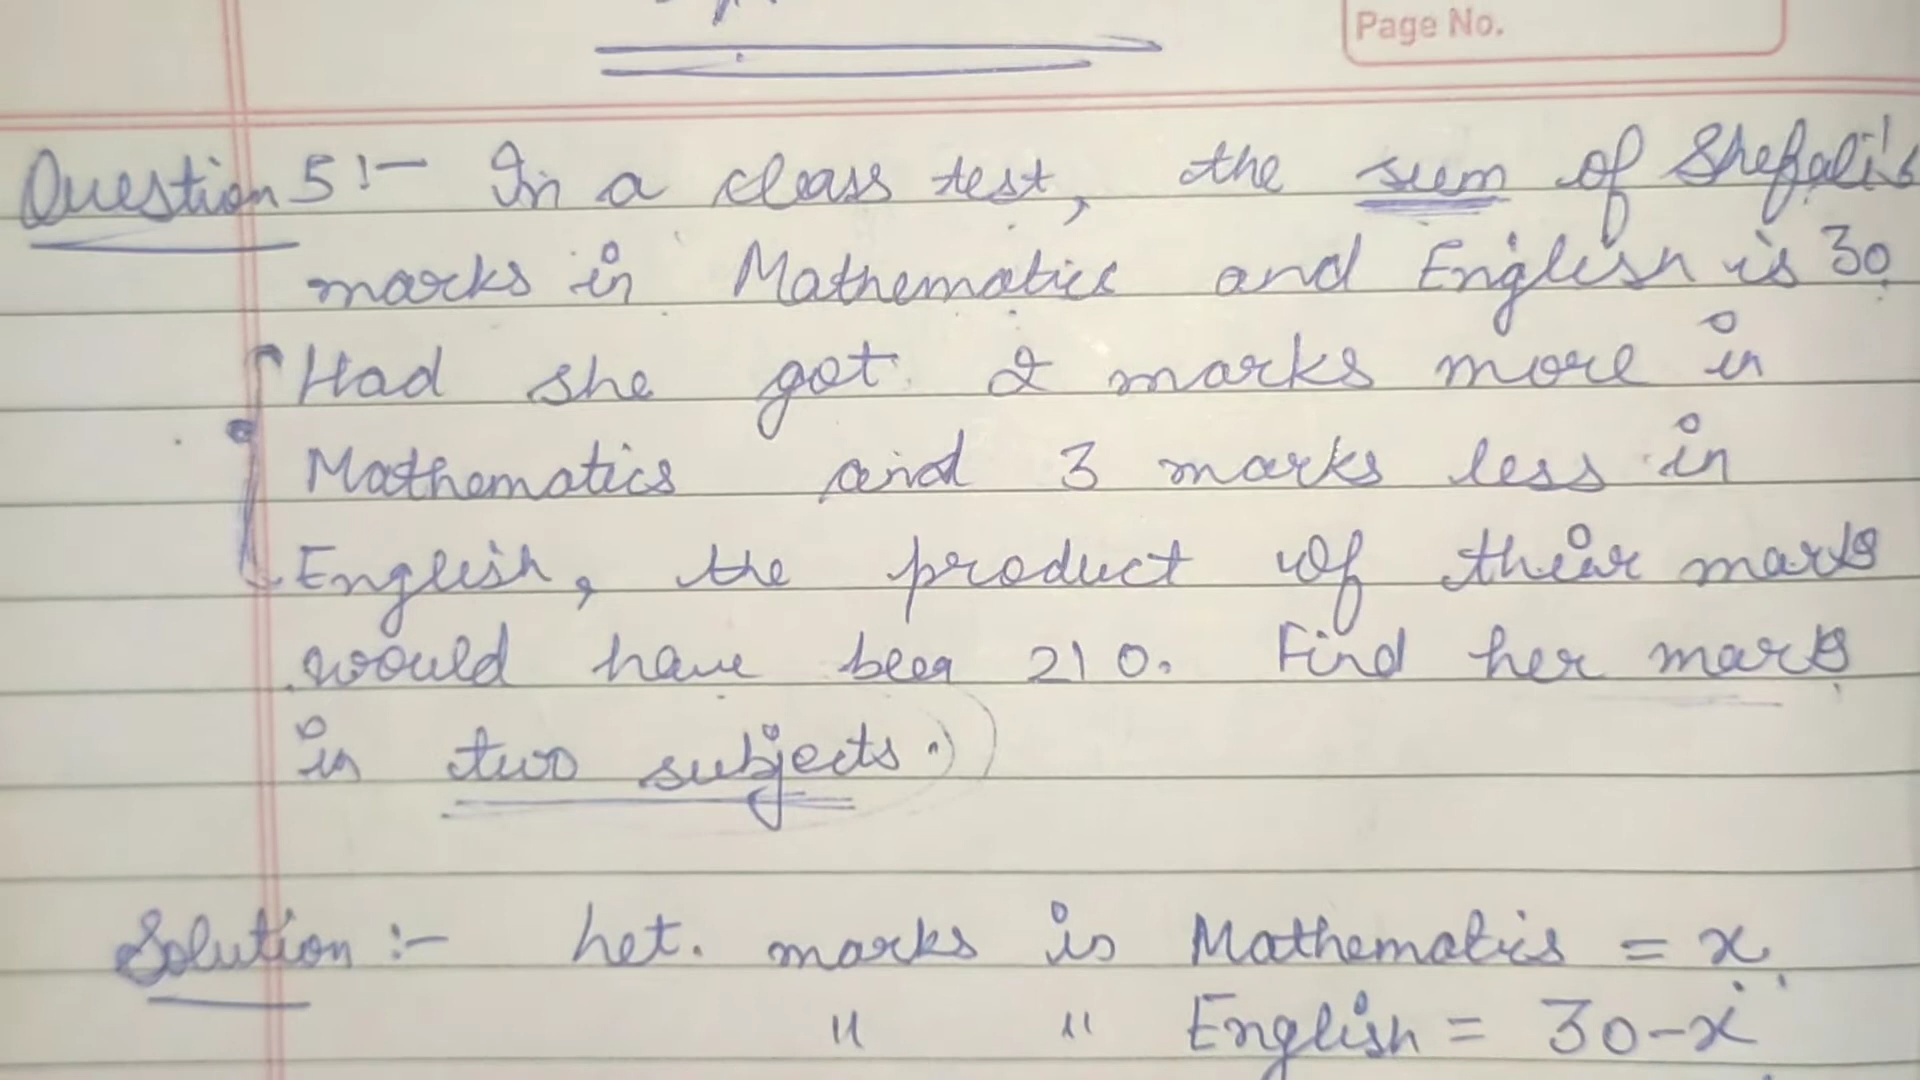 Page No.
Question 5:- In a class test, the sum of Shefali's
marks in Mathematics and English is 30
Had she got 2 marks more in
Mathematics and 3 marks less in
English, the product of their marks
would have been 210. Find her marks
in two subjects.
Solution :- Let. marks in Mathematics = x.
" " English = 30-x